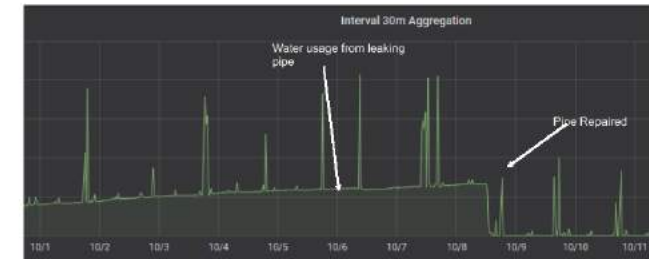 Interval 30m Aggregation
Water usage from leaking
pipe
Pipe Repaired
10/1 10/2 10/3 10/4 10/5 10/6 10/7 10/8 10/9 10/10 10/11